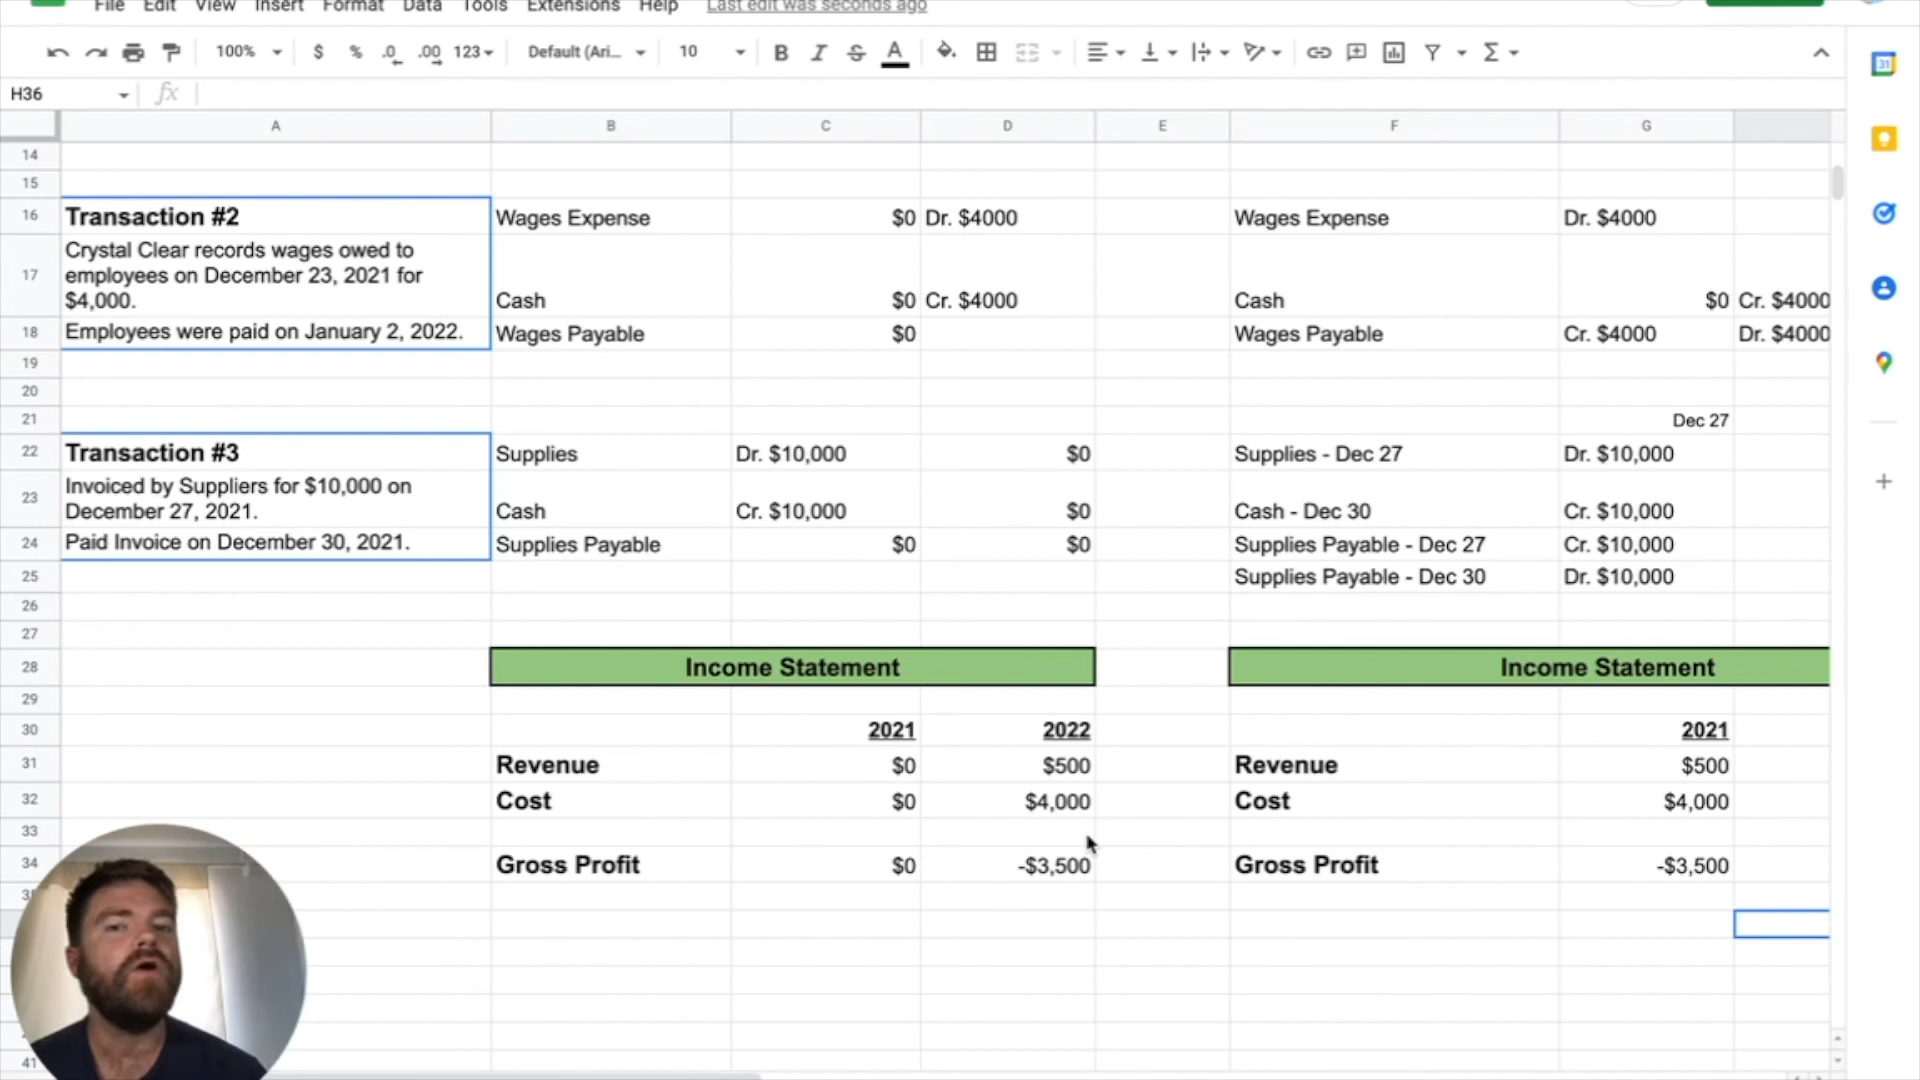 File Edit View Insert Format Data Tools Extensions Help Last edit was seconds ago
100% $ % .0 .00 123 Default (Ari... 10 B I S A Σ
31
H36 fx
A B C D E F G
14
15
16 Transaction #2 Wages Expense $0 Dr. $4000 Wages Expense Dr. $4000
Crystal Clear records wages owed to
17 employees on December 23, 2021 for
$4,000. Cash $0 Cr. $4000 Cash $0 Cr. $4000
18 Employees were paid on January 2, 2022. Wages Payable $0 Wages Payable Cr. $4000 Dr. $4000
19
20
21 Dec 27
22 Transaction #3 Supplies Dr. $10,000 $0 Supplies - Dec 27 Dr. $10,000
Invoiced by Suppliers for $10,000 on
23 December 27, 2021. Cash Cr. $10,000 $0 Cash - Dec 30 Cr. $10,000
24 Paid Invoice on December 30, 2021. Supplies Payable $0 $0 Supplies Payable - Dec 27 Cr. $10,000
25 Supplies Payable - Dec 30 Dr. $10,000
26
27
28 Income Statement Income Statement
29
30 2021 2022 2021
31 Revenue $0 $500 Revenue $500
32 Cost $0 $4,000 Cost $4,000
33
34 Gross Profit $0 -$3,500 Gross Profit -$3,500
41